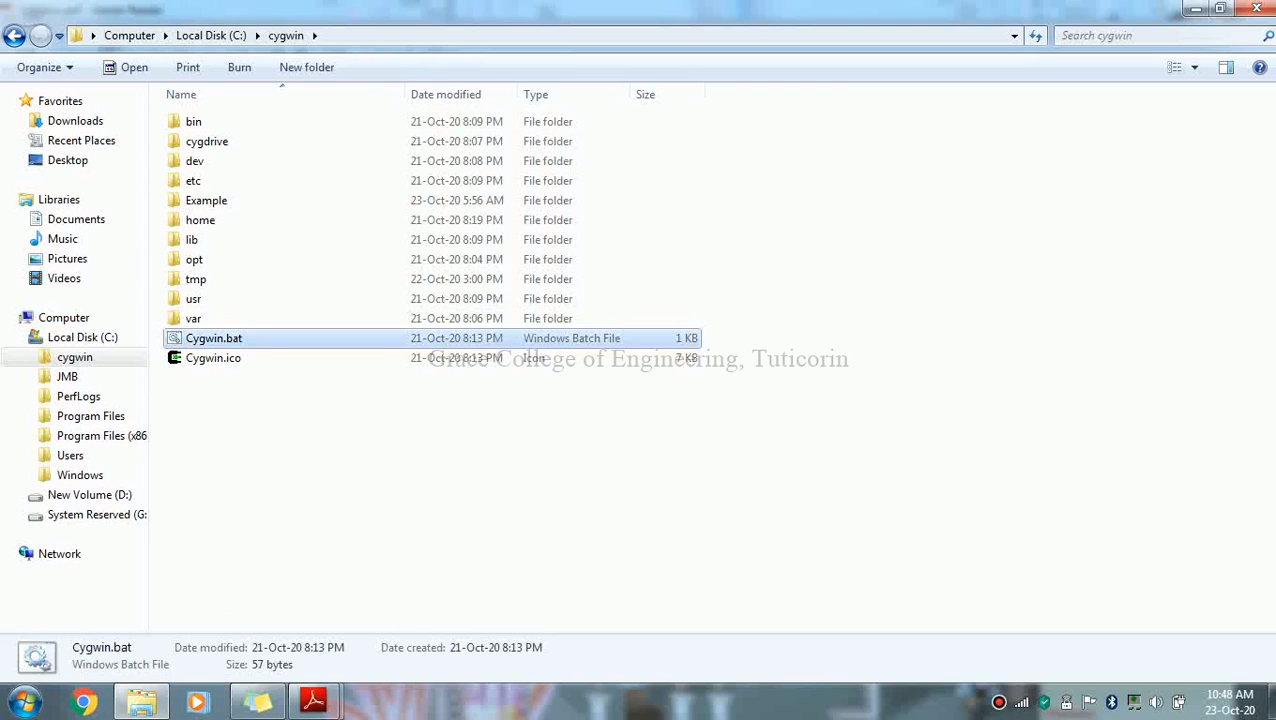 Computer Local Disk (C:) cygwin Search cygwin
Organize Open Print Burn New folder
Name Date modified Type Size
Favorites
Downloads
Recent Places
Desktop
Libraries
Documents
Music
Pictures
Videos
Computer
Local Disk (C:)
cygwin
JMB
PerfLogs
Program Files
Program Files (x86
Users
Windows
New Volume (D:)
System Reserved (G:
Network
bin 21-Oct-20 8:09 PM File folder
cygdrive 21-Oct-20 8:07 PM File folder
dev 21-Oct-20 8:08 PM File folder
etc 21-Oct-20 8:09 PM File folder
Example 23-Oct-20 5:56 AM File folder
home 21-Oct-20 8:19 PM File folder
lib 21-Oct-20 8:09 PM File folder
opt 21-Oct-20 8:04 PM File folder
tmp 22-Oct-20 3:00 PM File folder
usr 21-Oct-20 8:09 PM File folder
var 21-Oct-20 8:06 PM File folder
Cygwin.bat 21-Oct-20 8:13 PM Windows Batch File 1 KB
Cygwin.ico 21-Oct-20 8:13 PM Icon 7 KB
Grace College of Engineering, Tuticorin
Cygwin.bat Date modified: 21-Oct-20 8:13 PM Date created: 21-Oct-20 8:13 PM
Windows Batch File Size: 57 bytes
10:48 AM
23-Oct-20